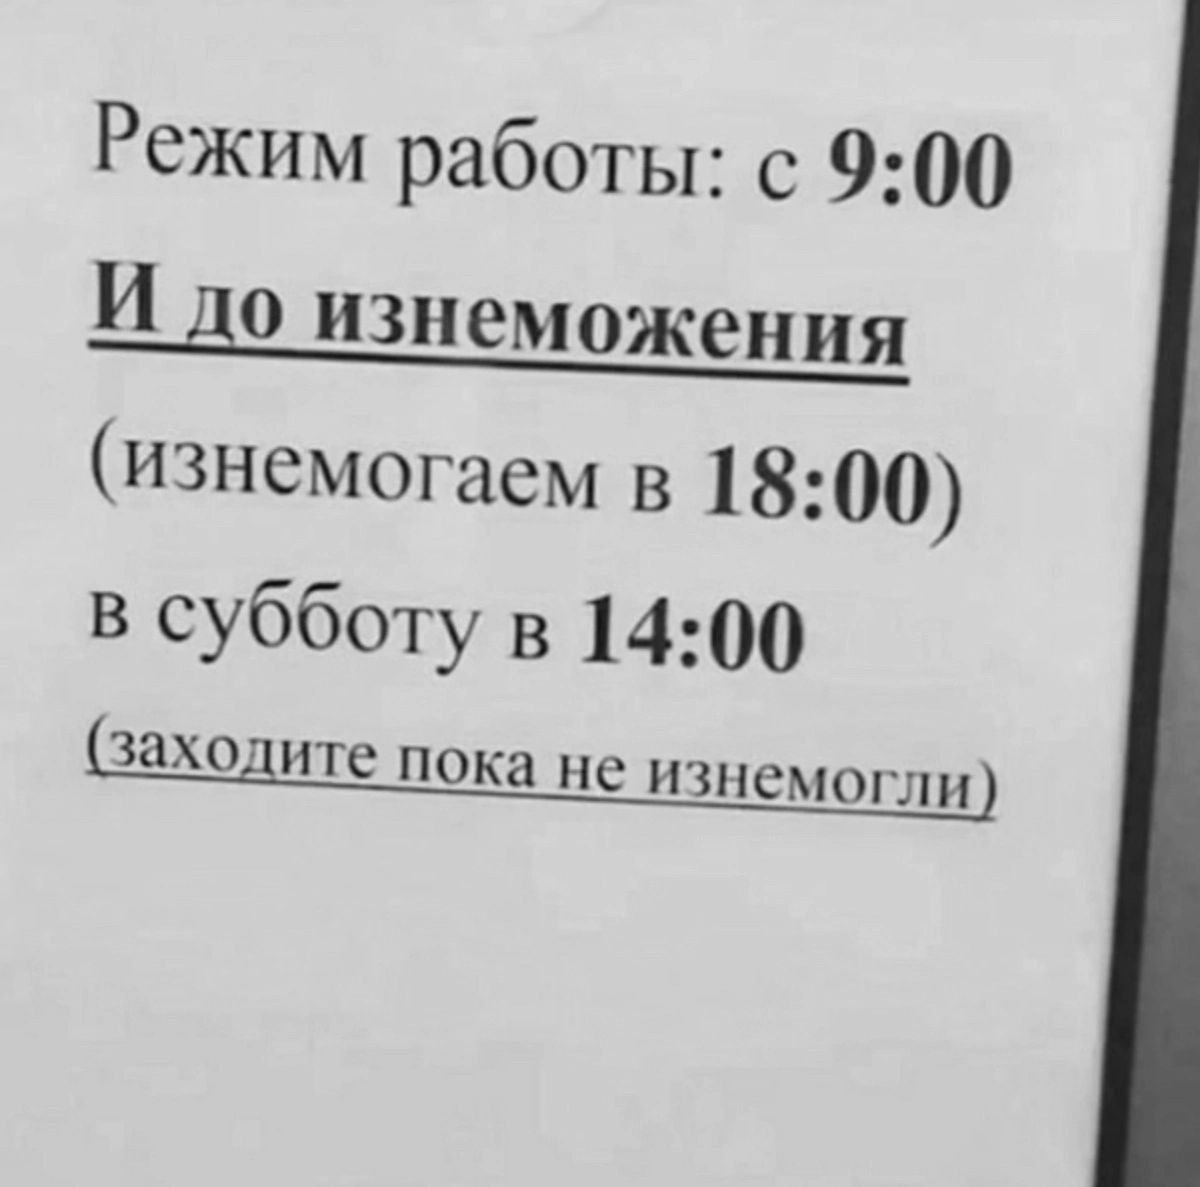 Режим работы: с 9:00
И до изнеможения
(изнемогаем в 18:00)
в субботу в 14:00
(заходите пока не изнемогли)